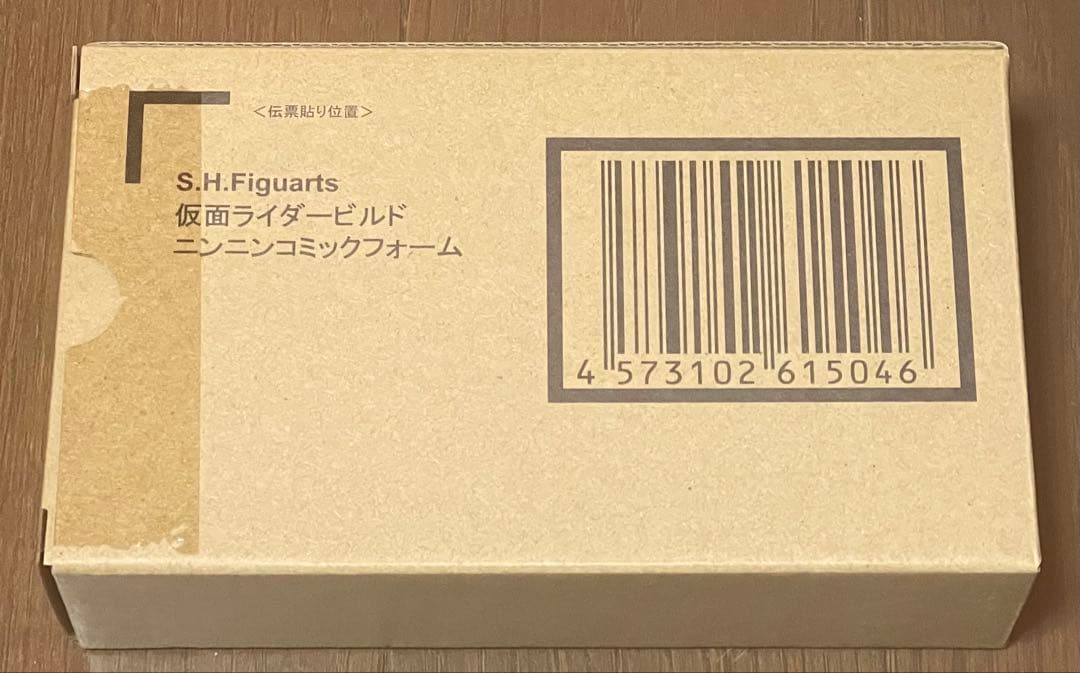 ＜伝票貼り位置＞
S.H.Figuarts
仮面ライダービルド
ニンニンコミックフォーム
4 573102 615046